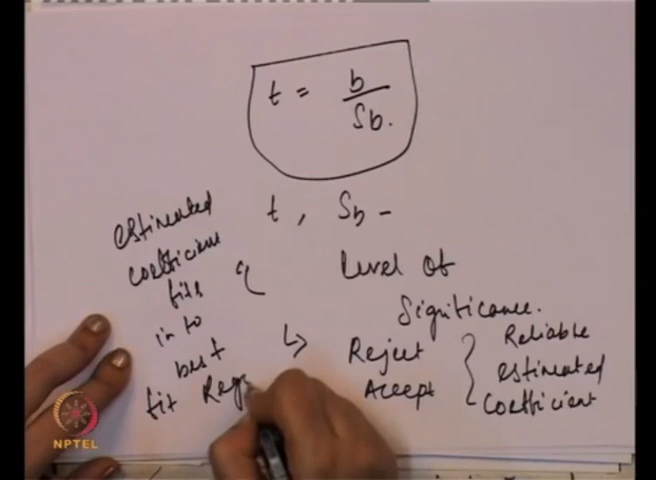 t = b / Sb.
t, Sb -
Level of
Significance.
estimated
coefficient
fits
in to
best
fit Reg
Reject
Accept
Reliable
estimated
coefficient
NPTEL